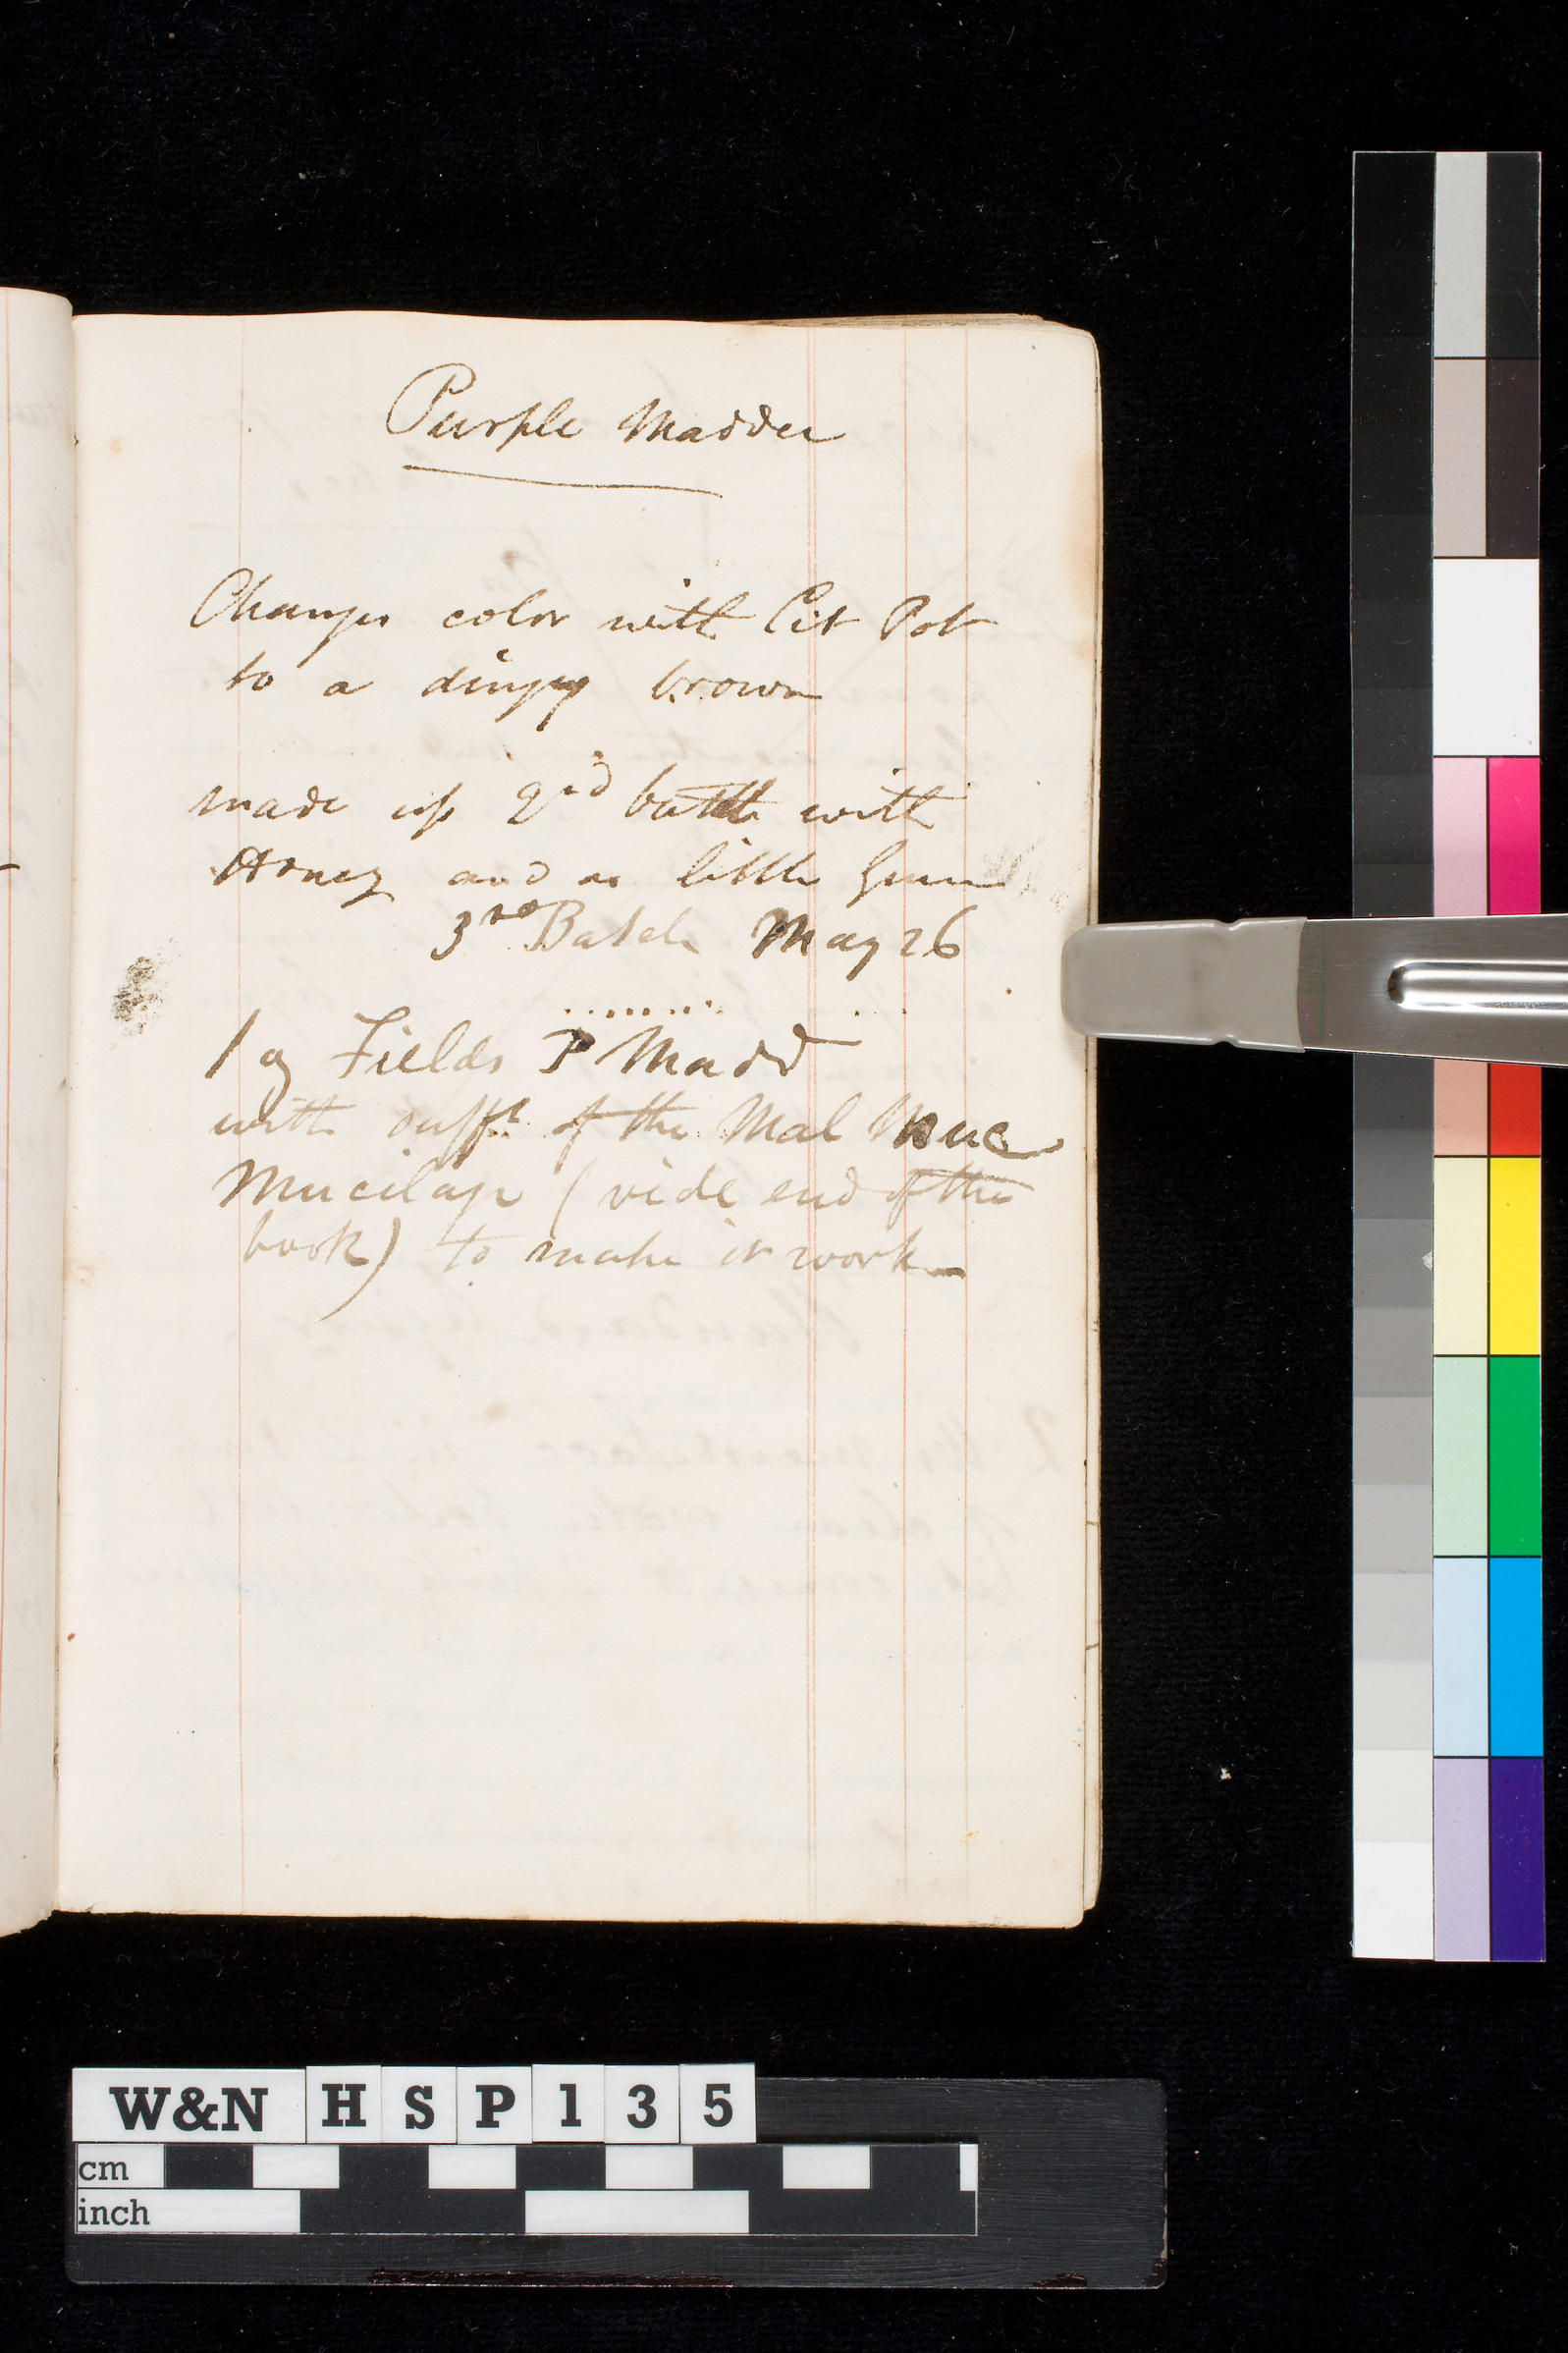 Purple Madder
Changes color with Cit Pot
to a dingy brown
made up 2nd batch with
Honey and a little Gum
3rd Batch May 26
1 oz Fields P Madd
with sufft of the Mal
Mucilage (vide end of the
book) to make it work
W&N HSP135
cm
inch